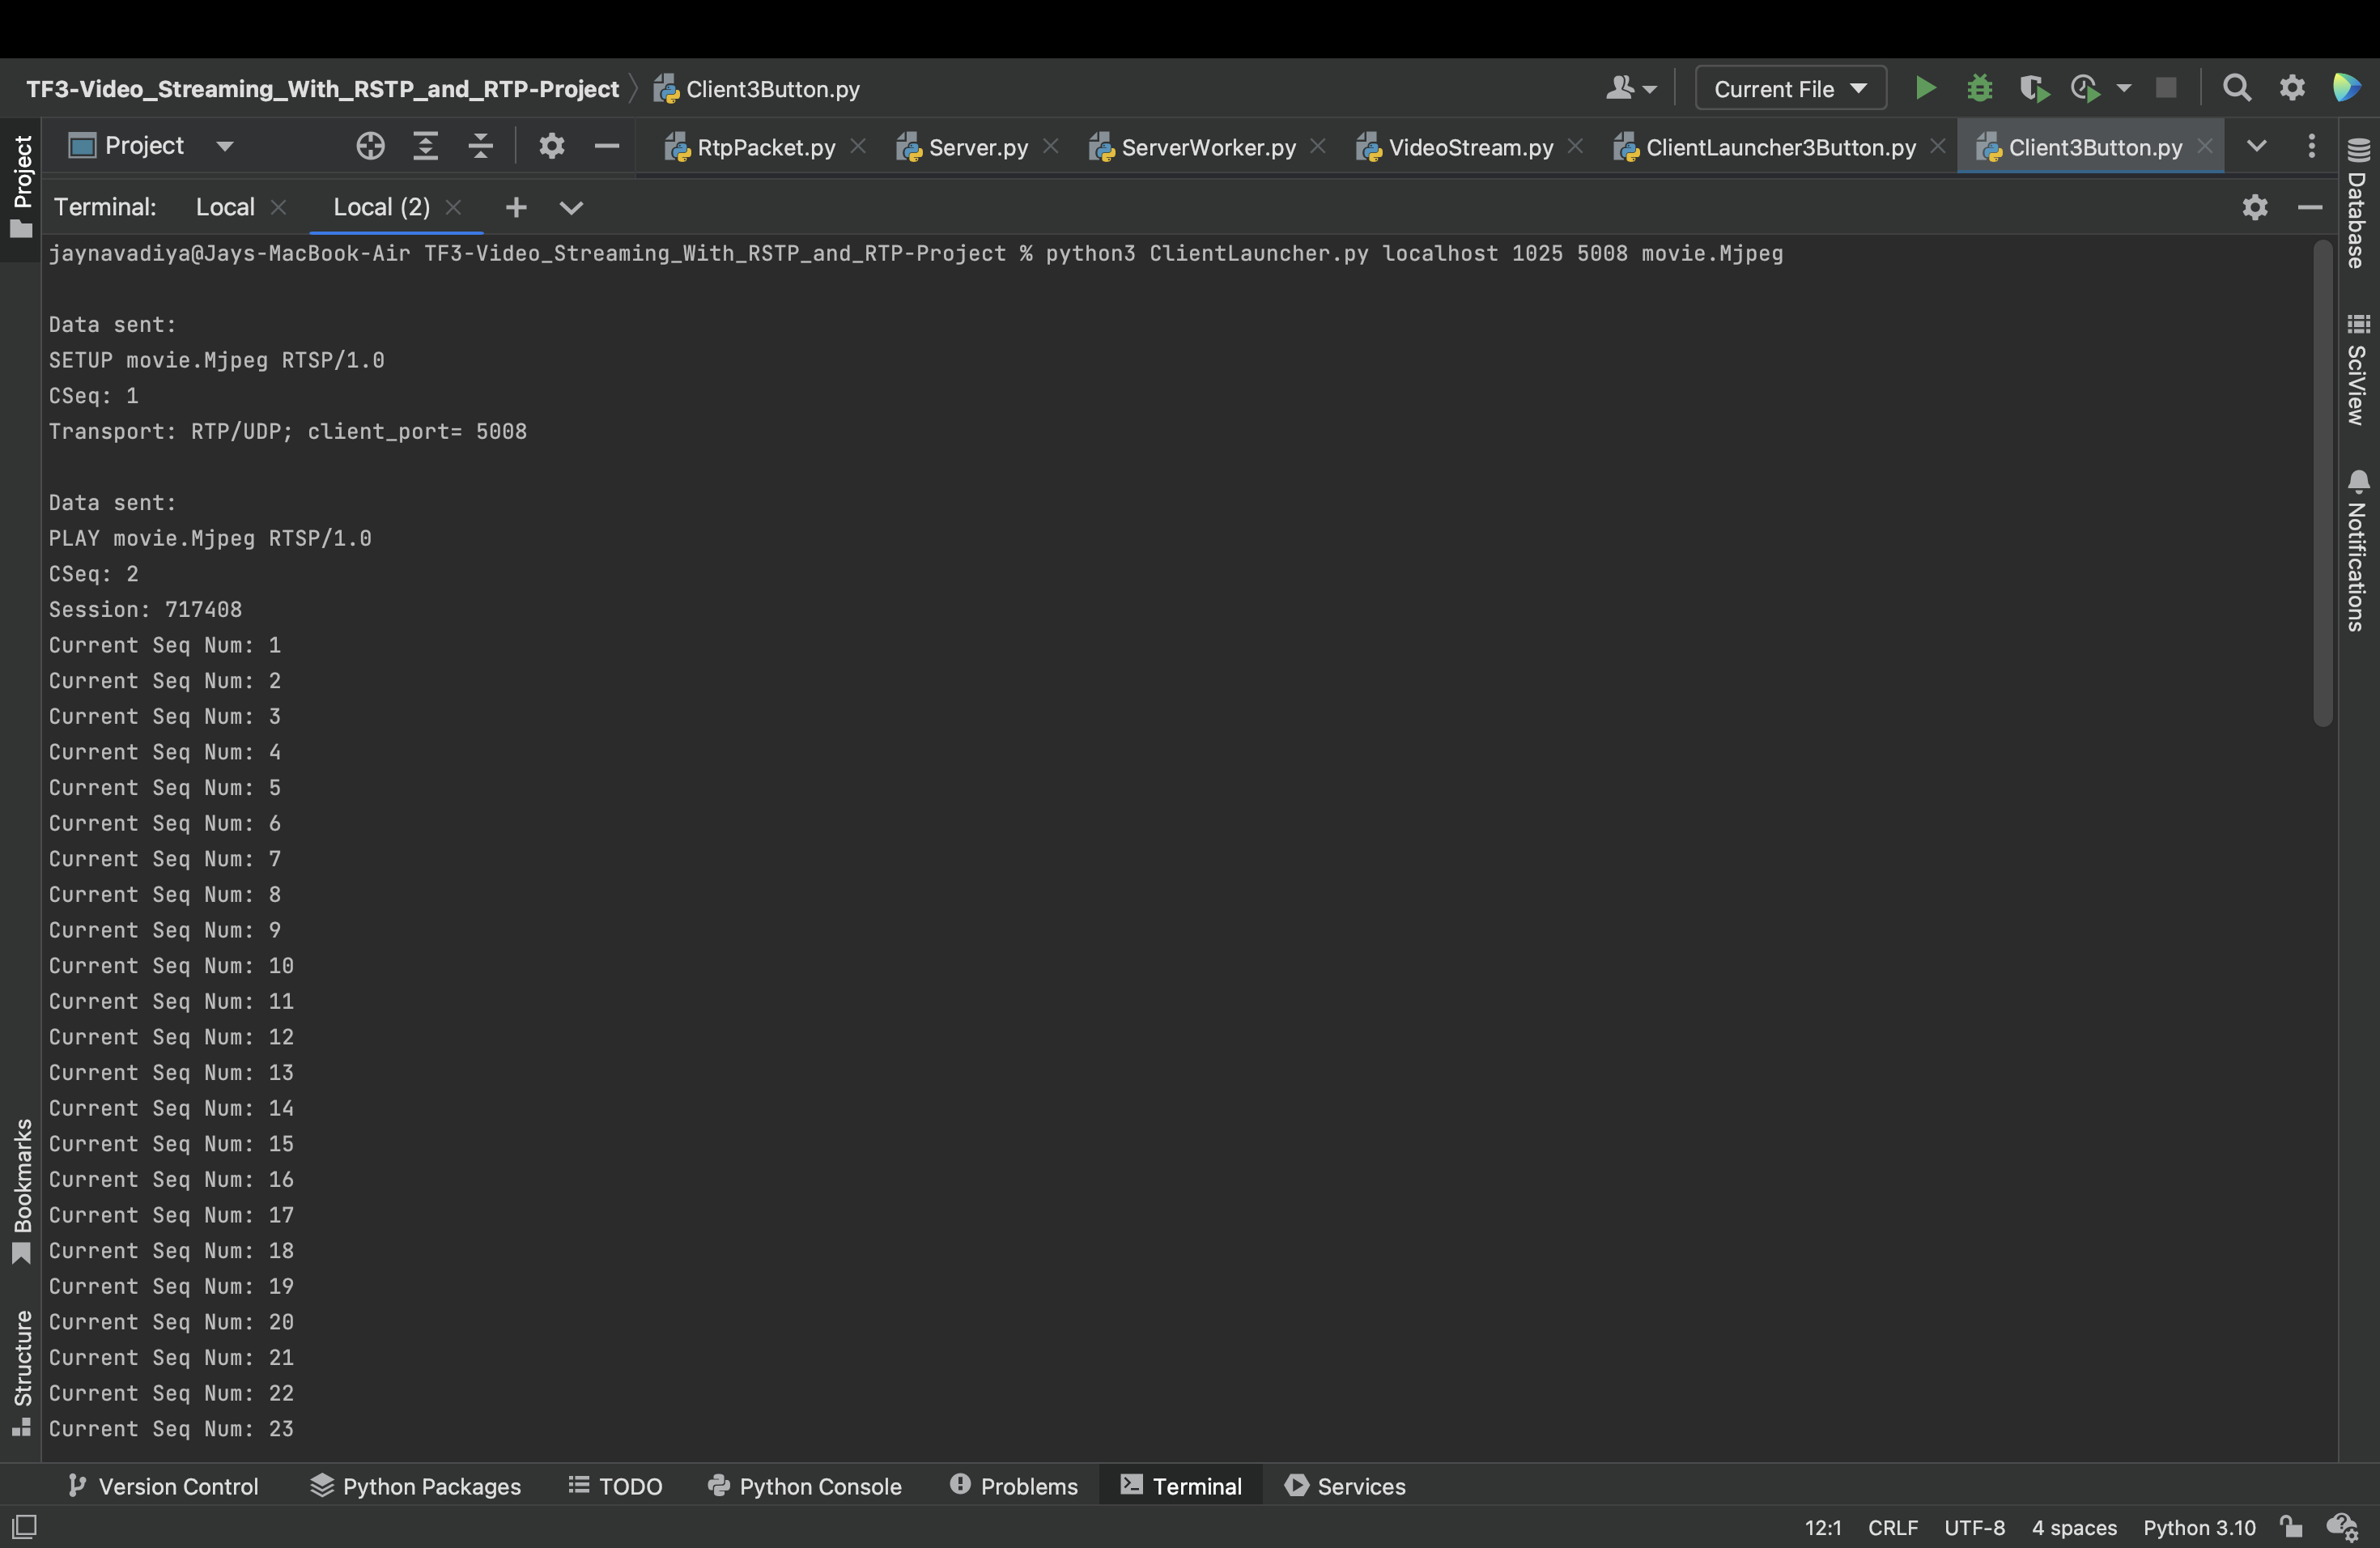 TF3-Video_Streaming_With_RSTP_and_RTP-Project Client3Button.py Current File
Project RtpPacket.py Server.py ServerWorker.py VideoStream.py ClientLauncher3Button.py Client3Button.py
Terminal: Local Local (2)
jaynavadiya@Jays-MacBook-Air TF3-Video_Streaming_With_RSTP_and_RTP-Project % python3 ClientLauncher.py localhost 1025 5008 movie.Mjpeg
Data sent:
SETUP movie.Mjpeg RTSP/1.0
CSeq: 1
Transport: RTP/UDP; client_port= 5008
Data sent:
PLAY movie.Mjpeg RTSP/1.0
CSeq: 2
Session: 717408
Current Seq Num: 1
Current Seq Num: 2
Current Seq Num: 3
Current Seq Num: 4
Current Seq Num: 5
Current Seq Num: 6
Current Seq Num: 7
Current Seq Num: 8
Current Seq Num: 9
Current Seq Num: 10
Current Seq Num: 11
Current Seq Num: 12
Current Seq Num: 13
Current Seq Num: 14
Current Seq Num: 15
Current Seq Num: 16
Current Seq Num: 17
Current Seq Num: 18
Current Seq Num: 19
Current Seq Num: 20
Current Seq Num: 21
Current Seq Num: 22
Current Seq Num: 23
Project
Bookmarks
Structure
Database
SciView
Notifications
Version Control Python Packages TODO Python Console Problems Terminal Services
12:1 CRLF UTF-8 4 spaces Python 3.10